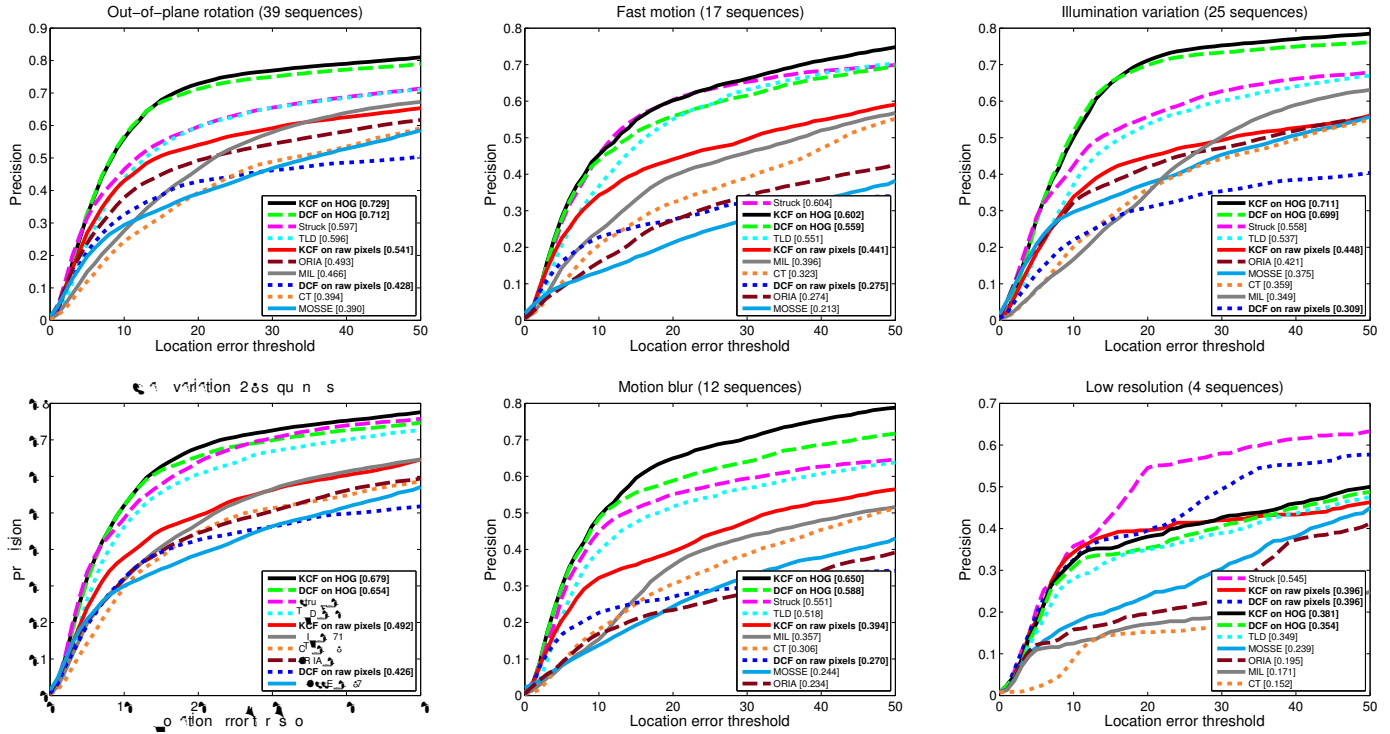 Out−of−plane rotation (39 sequences)
Precision
0.9
0.8
0.7
0.6
0.5
0.4
0.3
0.2
0.1
0
0 10 20 30 40 50
Location error threshold
KCF on HOG [0.729]
DCF on HOG [0.712]
Struck [0.597]
TLD [0.596]
KCF on raw pixels [0.541]
ORIA [0.493]
MIL [0.466]
DCF on raw pixels [0.428]
CT [0.394]
MOSSE [0.390]
Fast motion (17 sequences)
Precision
0.8
0.7
0.6
0.5
0.4
0.3
0.2
0.1
0
0 10 20 30 40 50
Location error threshold
Struck [0.604]
KCF on HOG [0.602]
DCF on HOG [0.559]
TLD [0.551]
KCF on raw pixels [0.441]
MIL [0.396]
CT [0.323]
DCF on raw pixels [0.275]
ORIA [0.274]
MOSSE [0.213]
Illumination variation (25 sequences)
Precision
0.8
0.7
0.6
0.5
0.4
0.3
0.2
0.1
0
0 10 20 30 40 50
Location error threshold
KCF on HOG [0.711]
DCF on HOG [0.699]
Struck [0.558]
TLD [0.537]
KCF on raw pixels [0.448]
ORIA [0.421]
MOSSE [0.375]
CT [0.359]
MIL [0.349]
DCF on raw pixels [0.309]
variation
KCF on HOG [0.679]
DCF on HOG [0.654]
KCF on raw pixels [0.492]
DCF on raw pixels [0.426]
Motion blur (12 sequences)
Precision
0.8
0.7
0.6
0.5
0.4
0.3
0.2
0.1
0
0 10 20 30 40 50
Location error threshold
KCF on HOG [0.650]
DCF on HOG [0.588]
Struck [0.551]
TLD [0.518]
KCF on raw pixels [0.394]
MIL [0.357]
CT [0.306]
DCF on raw pixels [0.270]
MOSSE [0.244]
ORIA [0.234]
Low resolution (4 sequences)
Precision
0.7
0.6
0.5
0.4
0.3
0.2
0.1
0
0 10 20 30 40 50
Location error threshold
Struck [0.545]
KCF on raw pixels [0.396]
DCF on raw pixels [0.396]
KCF on HOG [0.381]
DCF on HOG [0.354]
TLD [0.349]
MOSSE [0.239]
ORIA [0.195]
MIL [0.171]
CT [0.152]